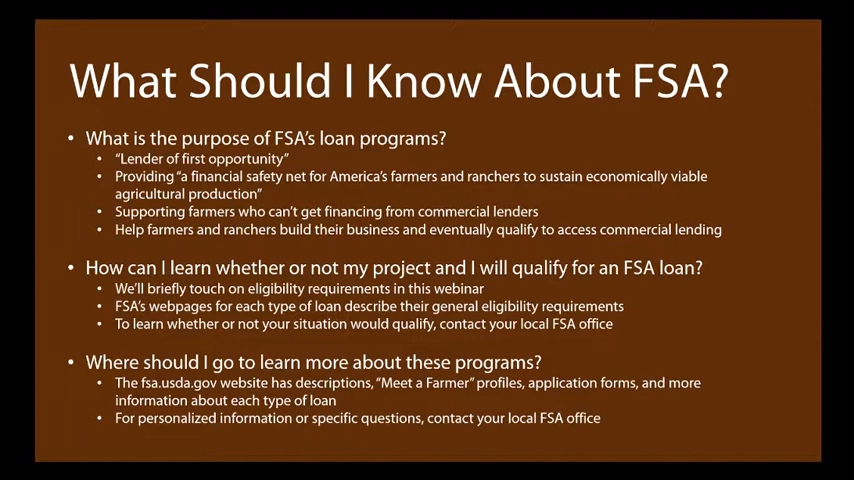 What Should I Know About FSA?
• What is the purpose of FSA's loan programs?
• "Lender of first opportunity"
• Providing "a financial safety net for America's farmers and ranchers to sustain economically viable
agricultural production"
• Supporting farmers who can't get financing from commercial lenders
• Help farmers and ranchers build their business and eventually qualify to access commercial lending
• How can I learn whether or not my project and I will qualify for an FSA loan?
• We'll briefly touch on eligibility requirements in this webinar
• FSA's webpages for each type of loan describe their general eligibility requirements
• To learn whether or not your situation would qualify, contact your local FSA office
• Where should I go to learn more about these programs?
• The fsa.usda.gov website has descriptions, "Meet a Farmer" profiles, application forms, and more
information about each type of loan
• For personalized information or specific questions, contact your local FSA office